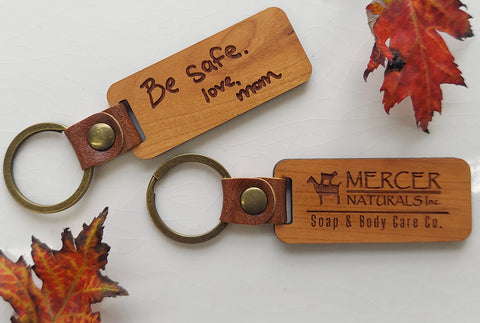 Be safe.
love, mom
MERCER
NATURALS Inc.
Soap & Body Care Co.